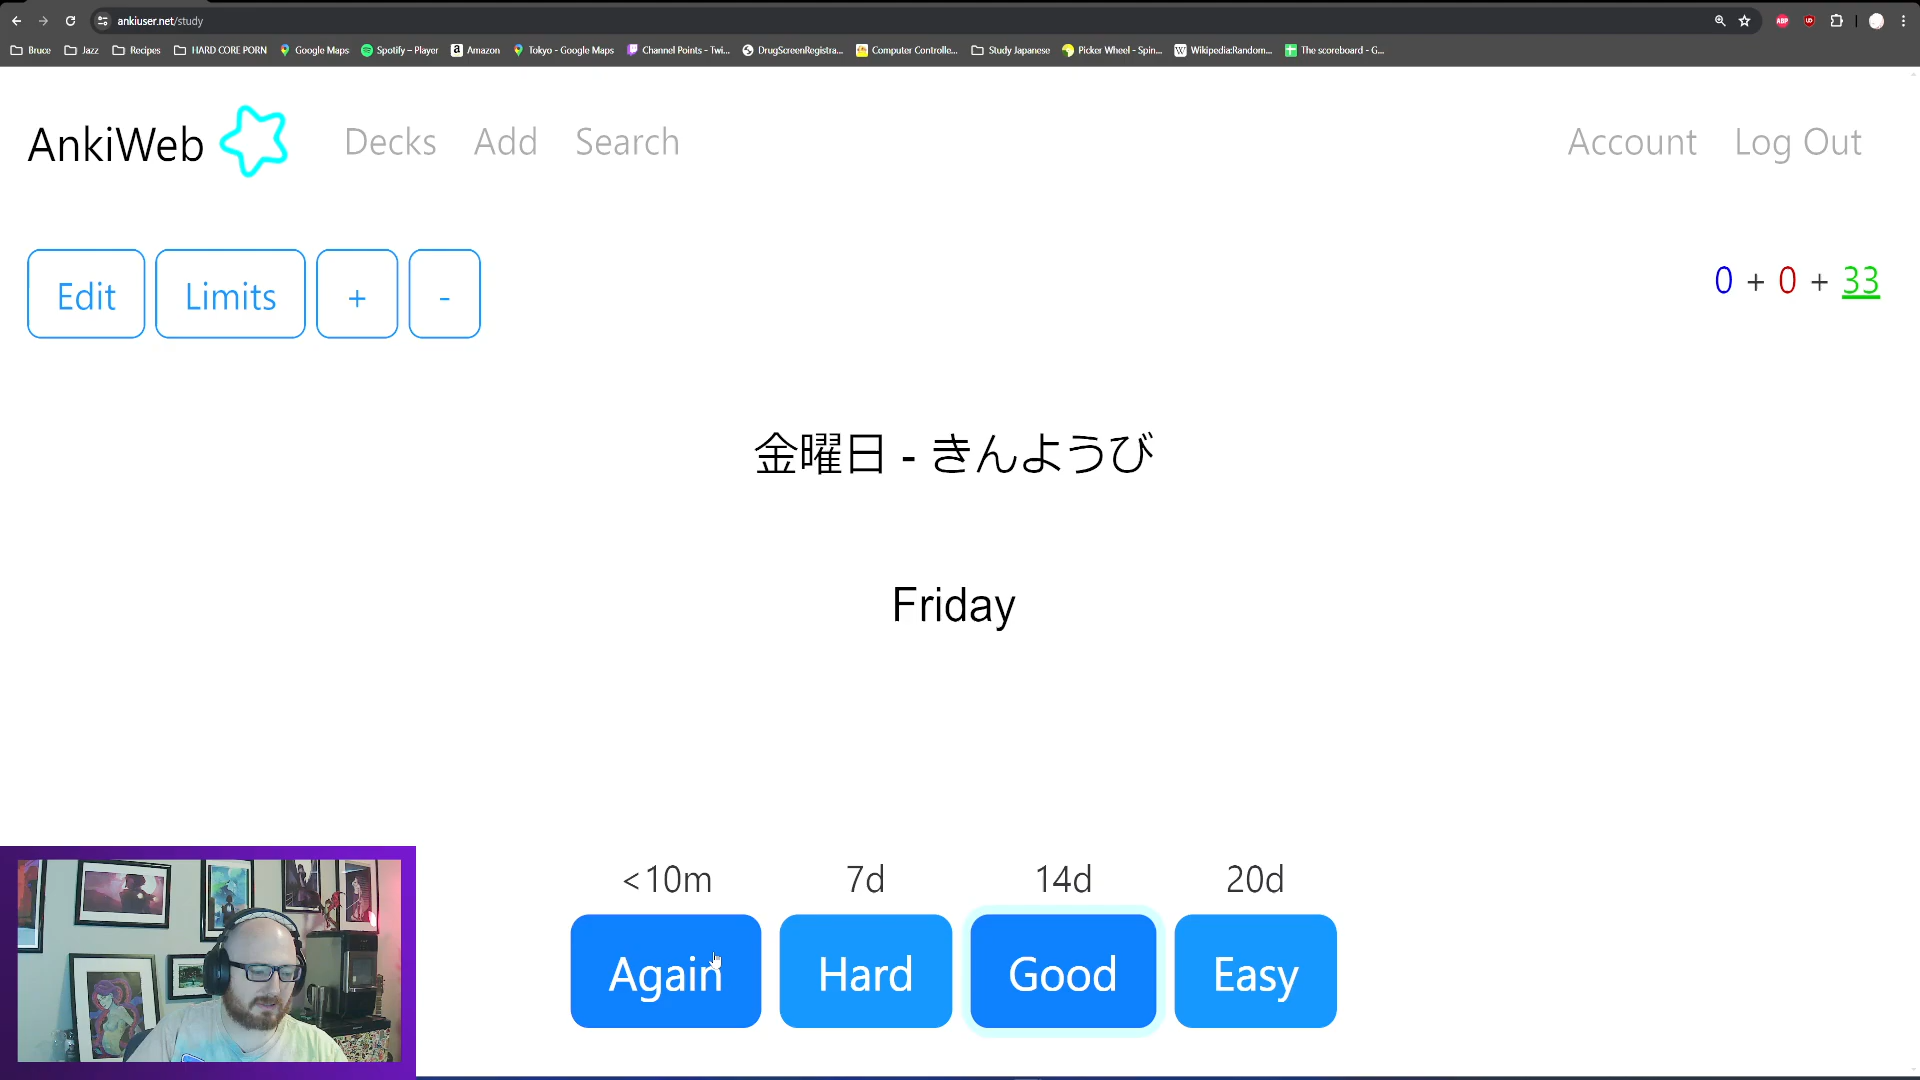 ankiuser.net/study
Bruce Jazz Recipes HARD CORE PORN Google Maps Spotify – Player Amazon Tokyo - Google Maps Channel Points - Twi... DrugScreenRegistra... Computer Controlle... Study Japanese Picker Wheel - Spin... Wikipedia:Random... The scoreboard - G...
AnkiWeb Decks Add Search Account Log Out
Edit Limits + - 0 + 0 + 33
金曜日 - きんようび
Friday
<10m 7d 14d 20d
Again Hard Good Easy